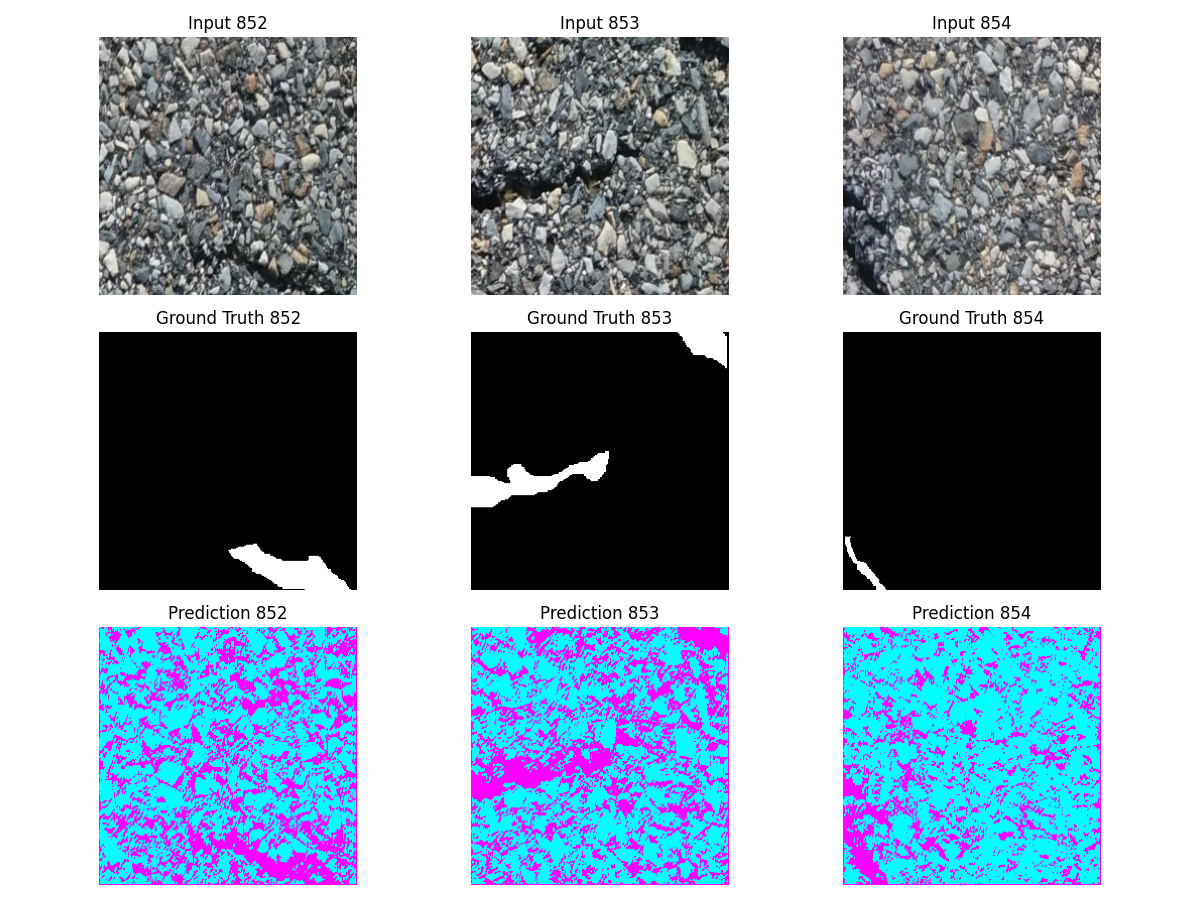 Input 852
Input 853
Input 854
Ground Truth 852
Ground Truth 853
Ground Truth 854
Prediction 852
Prediction 853
Prediction 854